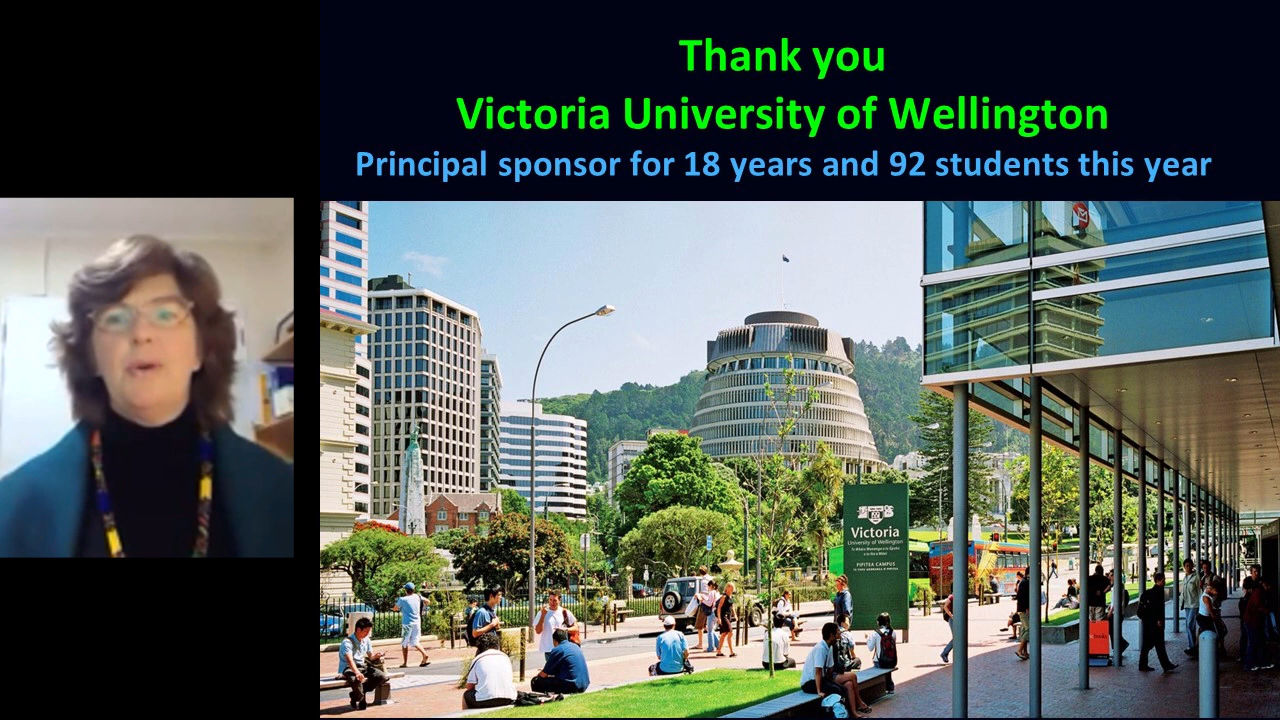 Thank you
Victoria University of Wellington
Principal sponsor for 18 years and 92 students this year
Victoria
University of Wellington
PIPITEA CAMPUS
books